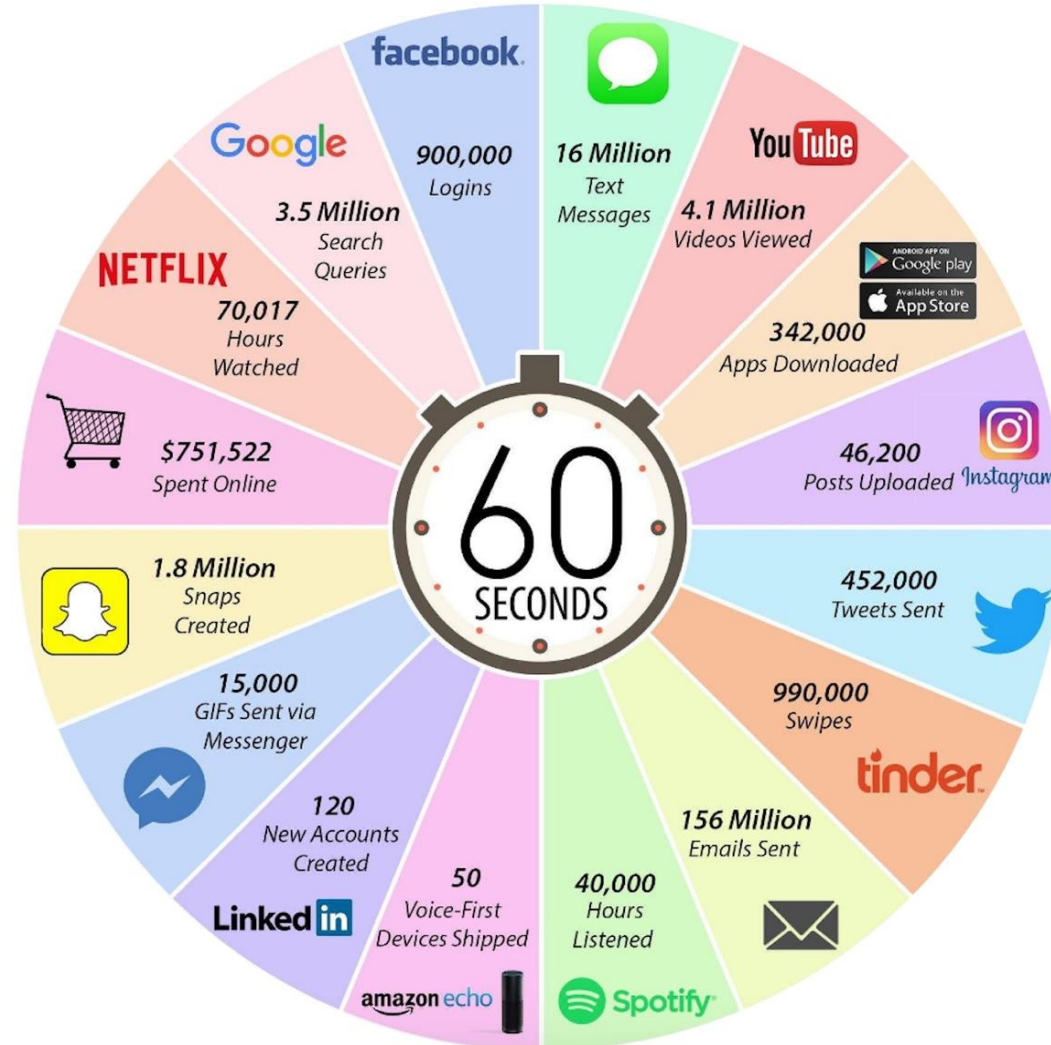 facebook.
900,000
Logins
16 Million
Text
Messages
YouTube
4.1 Million
Videos Viewed
ANDROID APP ON
Google play
Available on the
App Store
342,000
Apps Downloaded
Instagram
46,200
Posts Uploaded
452,000
Tweets Sent
990,000
Swipes
tinder
156 Million
Emails Sent
40,000
Hours
Listened
Spotify
50
Voice-First
Devices Shipped
amazon echo
120
New Accounts
Created
Linked in
15,000
GIFs Sent via
Messenger
1.8 Million
Snaps
Created
$751,522
Spent Online
NETFLIX
70,017
Hours
Watched
Google
3.5 Million
Search
Queries
60
SECONDS